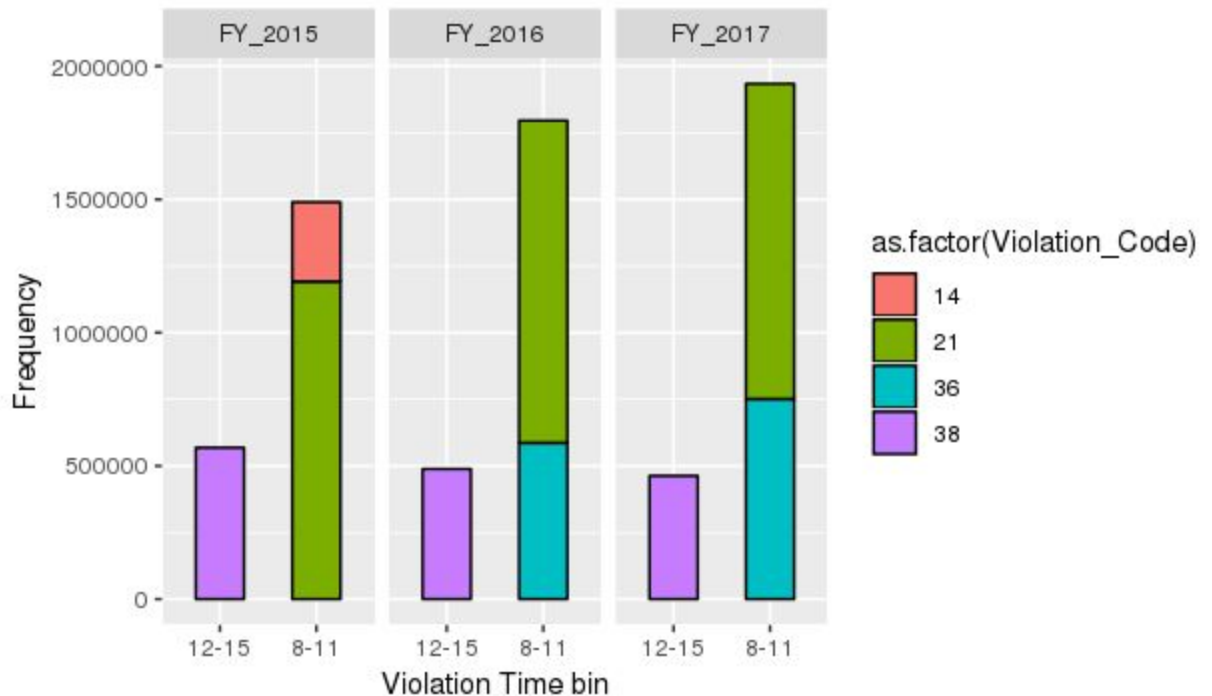 FY_2015 FY_2016 FY_2017
2000000
1500000
1000000
500000
0
Frequency
12-15 8-11 12-15 8-11 12-15 8-11
Violation Time bin
as.factor(Violation_Code)
14
21
36
38